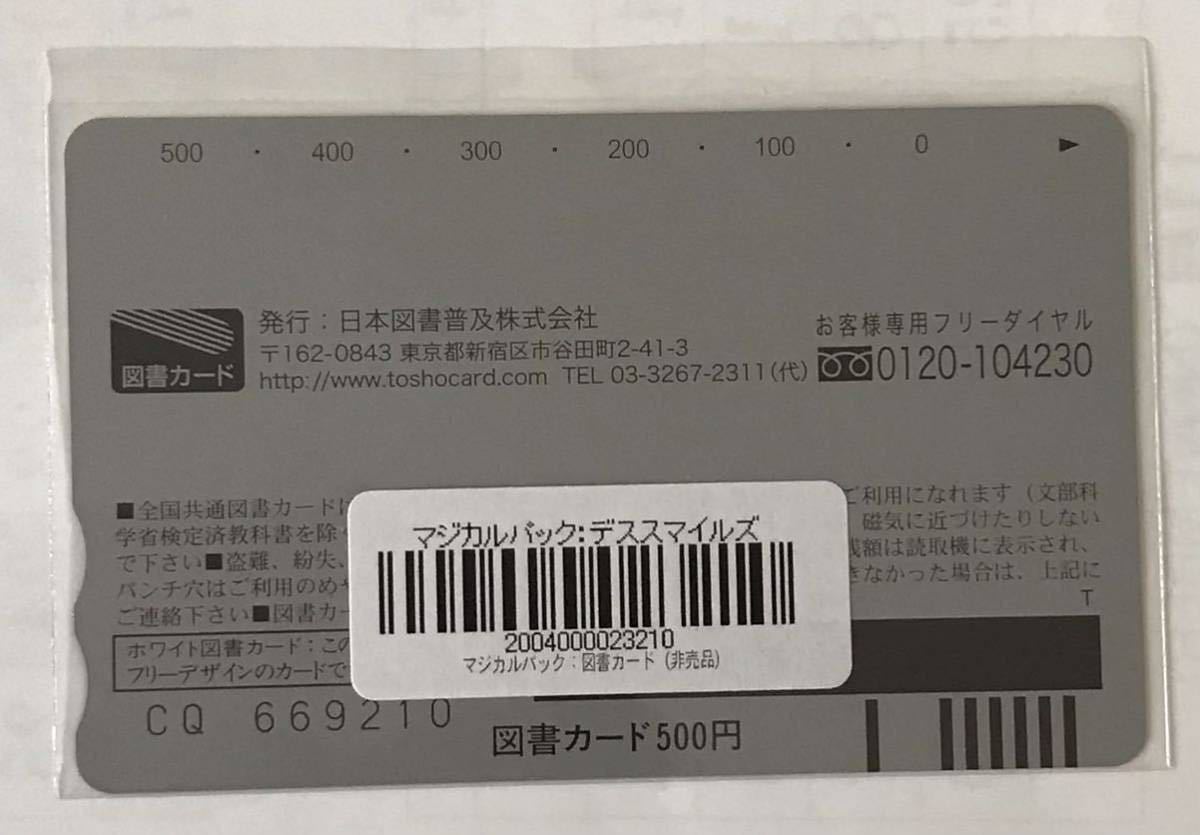 500 ・ 400 ・ 300 ・ 200 ・ 100 ・ 0 ▶
図書カード
発行：日本図書普及株式会社
〒162-0843 東京都新宿区市谷田町2-41-3
http://www.toshocard.com TEL 03-3267-2311(代)
お客様専用フリーダイヤル
0120-104230
■全国共通図書カードに ご利用になれます（文部科
学省検定済教科書を除 磁気に近づけたりしない
で下さい■盗難、紛失、 残額は読取機に表示され、
パンチ穴はご利用のめや きなかった場合は、上記に
ご連絡下さい■図書カー
T
ホワイト図書カード：この
フリーデザインのカードで
マジカルパック:デススマイルズ
2004000023210
マジカルパック：図書カード（非売品）
CQ 669210
図書カード500円